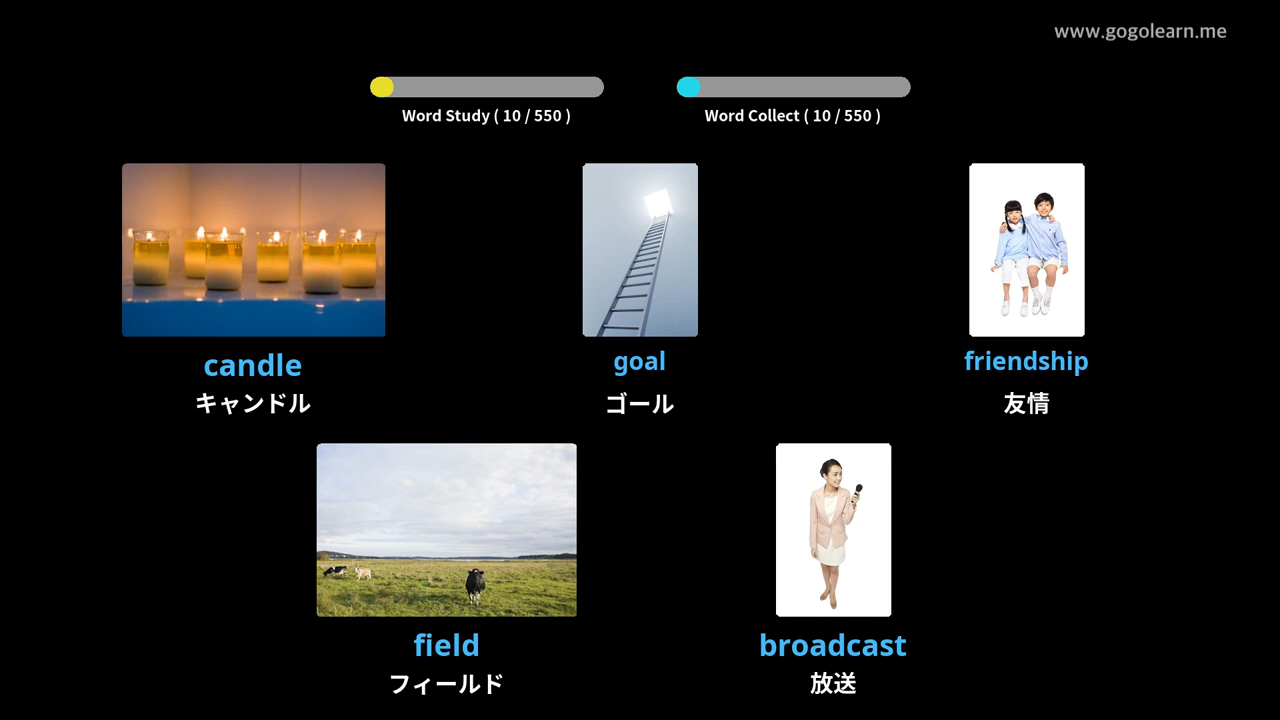 www.gogolearn.me
Word Study ( 10 / 550 )
Word Collect ( 10 / 550 )
candle
キャンドル
goal
ゴール
friendship
友情
field
フィールド
broadcast
放送